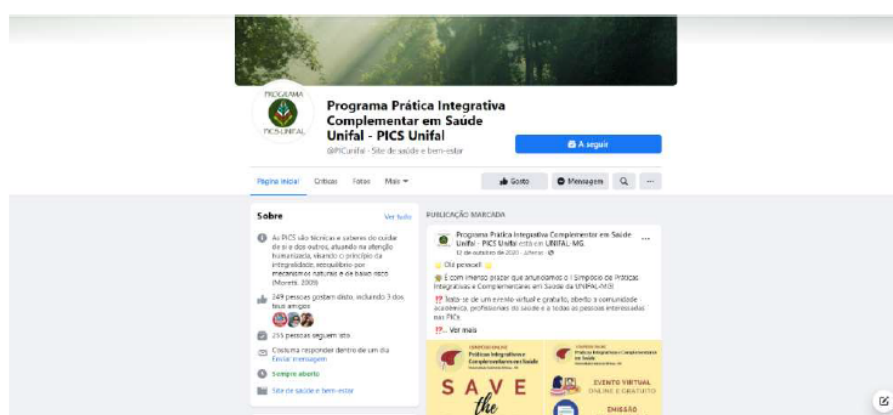 PROGRAMA
PICS-UNIFAL
Programa Prática Integrativa
Complementar em Saúde
Unifal - PICS Unifal
@PICunifal · Site de saúde e bem-estar
A seguir
Página inicial
Críticas
Fotos
Mais
Gosto
Mensagem
Sobre
Ver tudo
As PICS são técnicas e saberes do cuidar
de si e dos outros, atuando na atenção
humanizada, visando o princípio da
integralidade, reequilíbrio por
mecanismos naturais e de baixo risco
(Moretti, 2009)
249 pessoas gostam disto, incluindo 3 dos
teus amigos
255 pessoas seguem isto
Costuma responder dentro de um dia
Enviar mensagem
Sempre aberto
Site de saúde e bem-estar
PUBLICAÇÃO MARCADA
Programa Prática Integrativa Complementar em Saúde
Unifal - PICS Unifal está em UNIFAL-MG.
12 de outubro de 2021 · Alfenas ·
Olá pessoal!
É com imenso prazer que anunciamos o I Simpósio de Práticas
Integrativas e Complementares em Saúde da UNIFAL-MG!
Trata-se de um evento virtual e gratuito, aberto a comunidade
acadêmica, profissionais da saúde e a todas as pessoas interessadas
nas PICs.
... Ver mais
Práticas Integrativas e
Complementares em Saúde
Práticas Integrativas e Complementares
em Saúde
SAVE
the
EVENTO VIRTUAL
ONLINE E GRATUITO
EMISSÃO